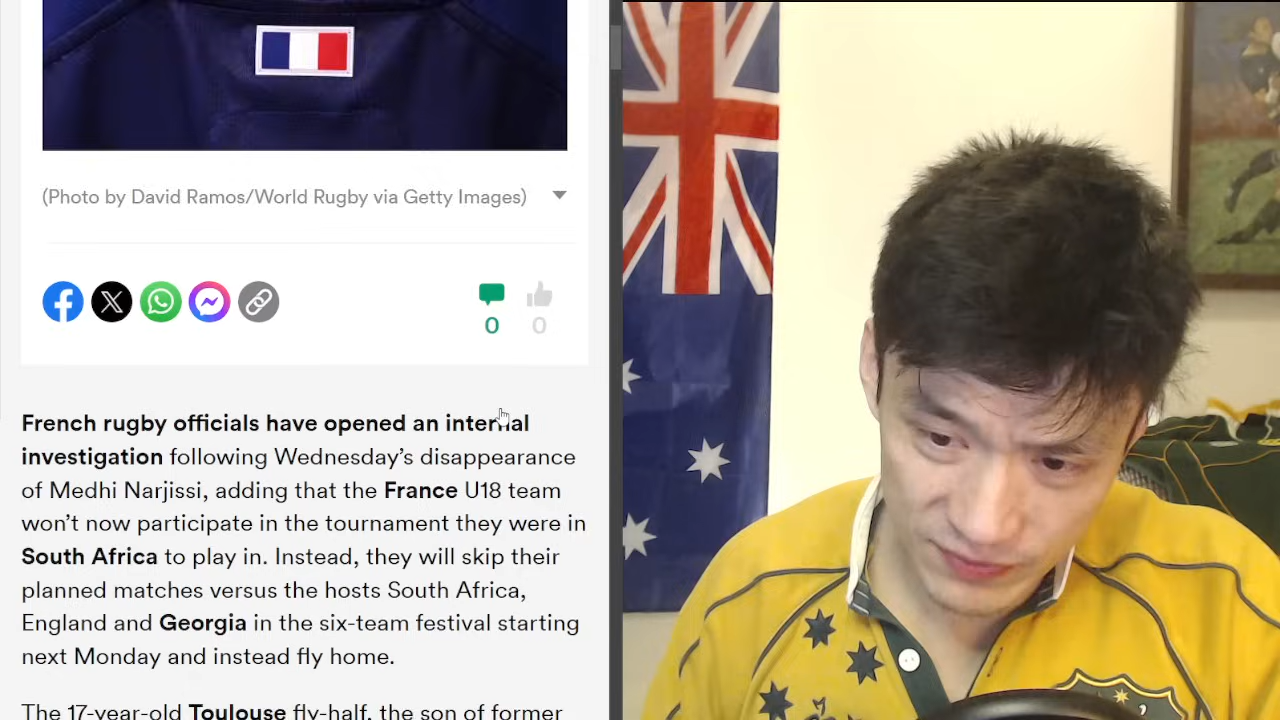 (Photo by David Ramos/World Rugby via Getty Images)
0
0
French rugby officials have opened an internal
investigation following Wednesday’s disappearance
of Medhi Narjissi, adding that the France U18 team
won’t now participate in the tournament they were in
South Africa to play in. Instead, they will skip their
planned matches versus the hosts South Africa,
England and Georgia in the six-team festival starting
next Monday and instead fly home.
The 17-year-old Toulouse fly-half, the son of former